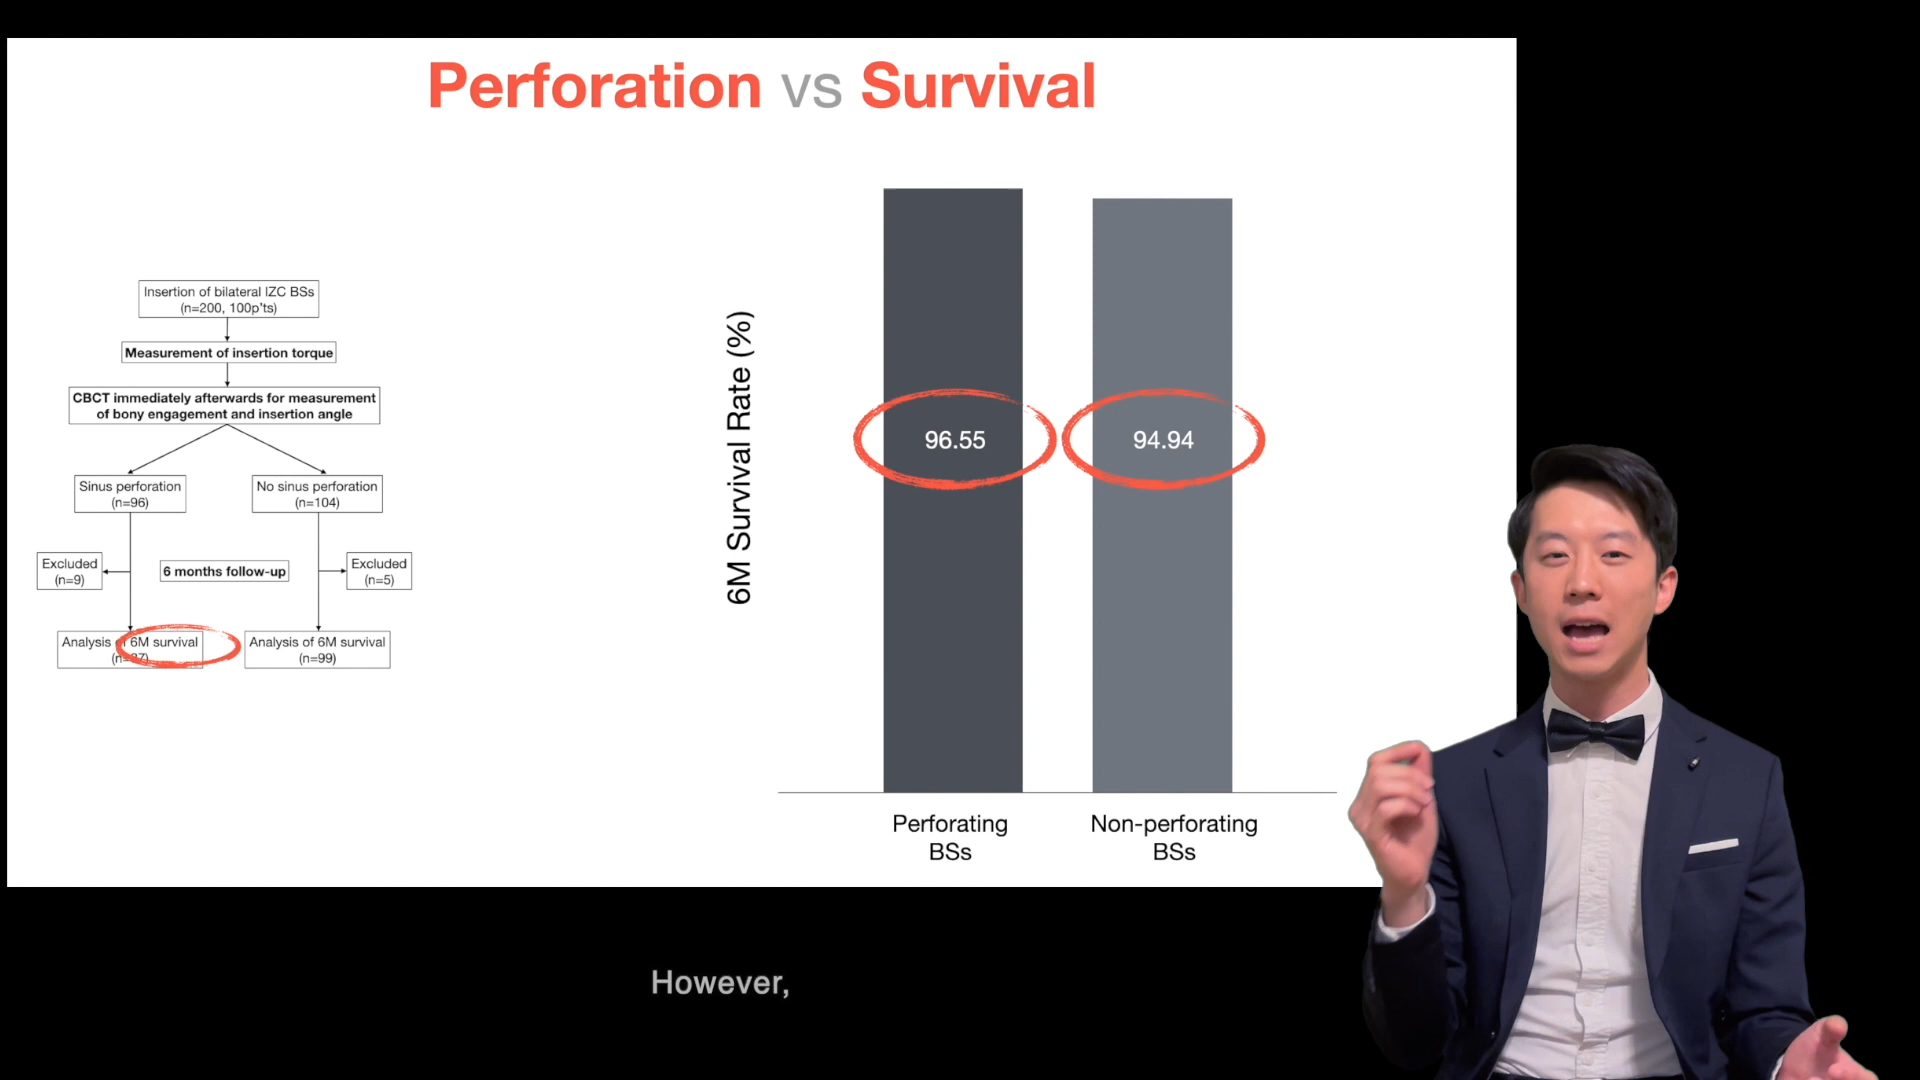 Perforation vs Survival
Insertion of bilateral IZC BSs
(n=200, 100p'ts)
Measurement of insertion torque
CBCT immediately afterwards for measurement
of bony engagement and insertion angle
Sinus perforation
(n=96)
No sinus perforation
(n=104)
Excluded
(n=9)
6 months follow-up
Excluded
(n=5)
Analysis of 6M survival
(n=87)
Analysis of 6M survival
(n=99)
6M Survival Rate (%)
96.55
94.94
Perforating
BSs
Non-perforating
BSs
However,